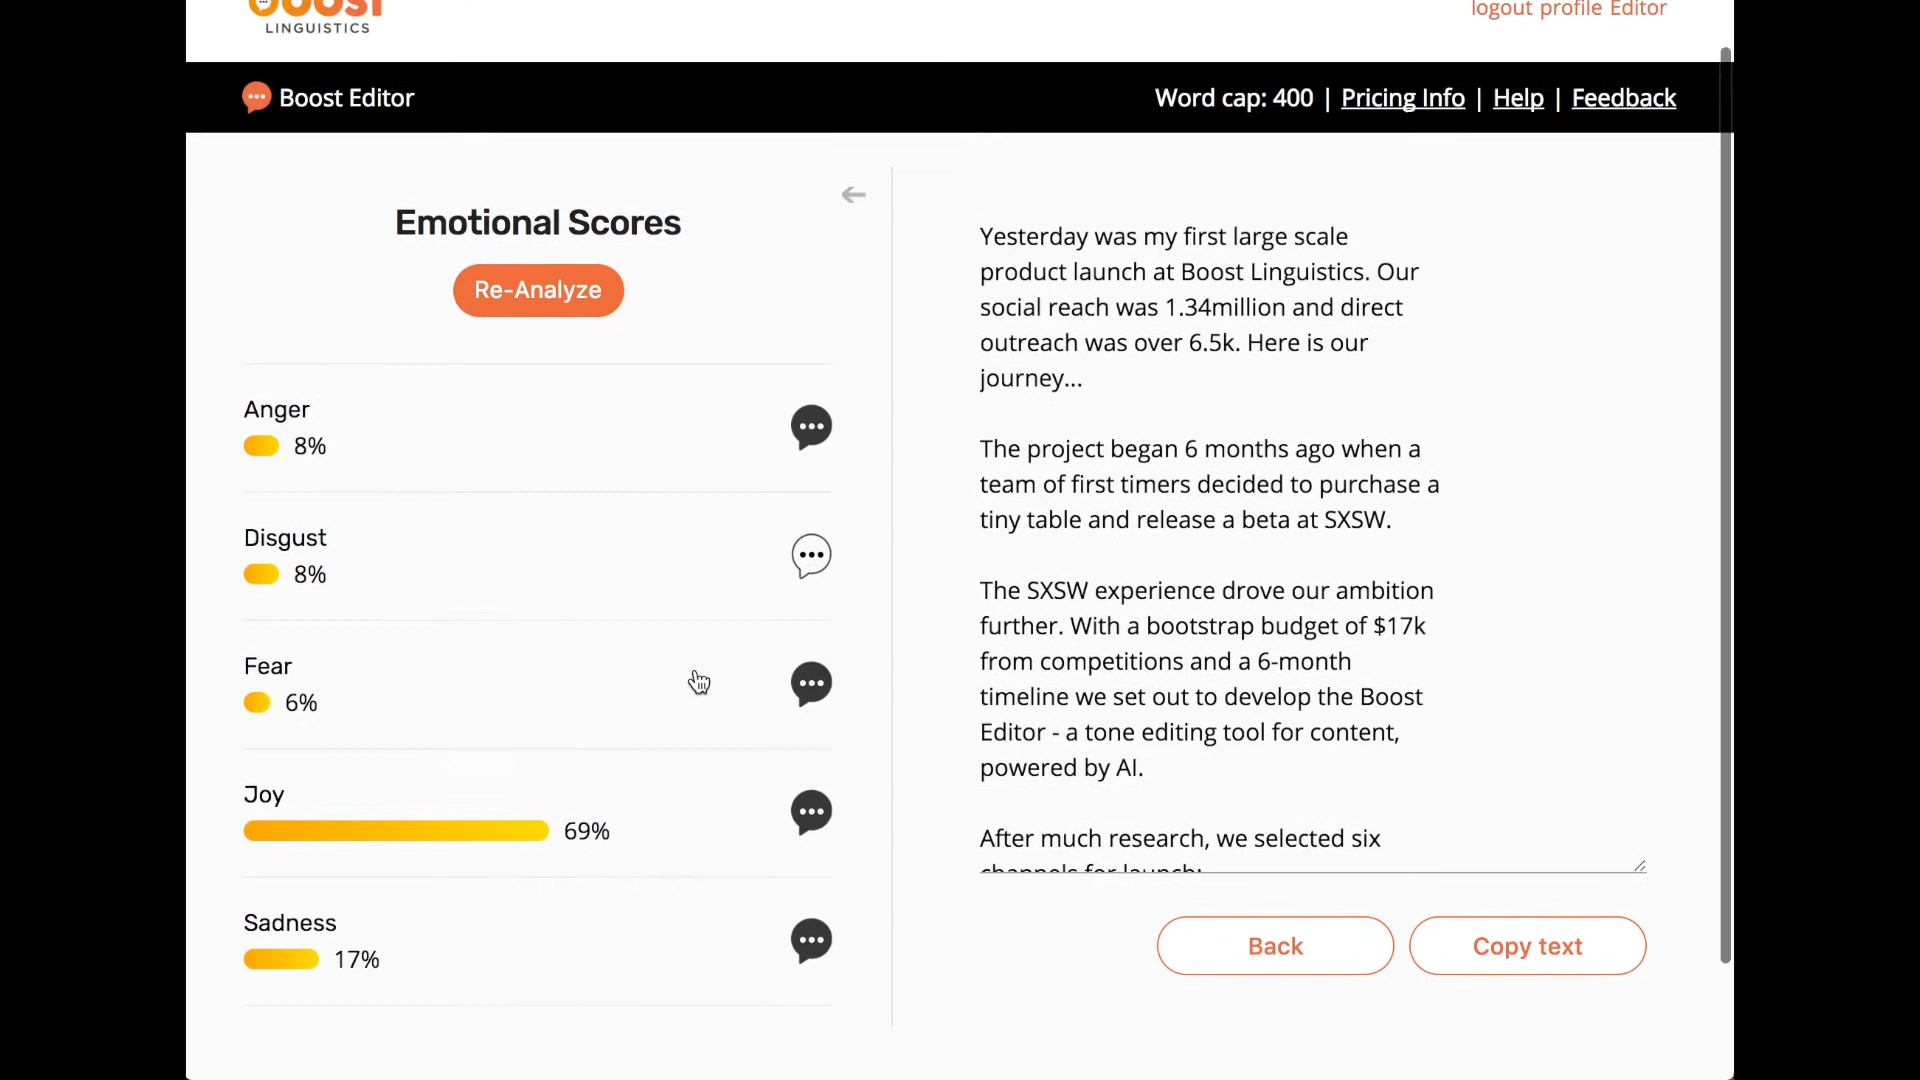 boost
LINGUISTICS
logout profile Editor
Boost Editor
Word cap: 400 | Pricing Info | Help | Feedback
Emotional Scores
Re-Analyze
Anger
8%
Disgust
8%
Fear
6%
Joy
69%
Sadness
17%
Yesterday was my first large scale
product launch at Boost Linguistics. Our
social reach was 1.34million and direct
outreach was over 6.5k. Here is our
journey...
The project began 6 months ago when a
team of first timers decided to purchase a
tiny table and release a beta at SXSW.
The SXSW experience drove our ambition
further. With a bootstrap budget of $17k
from competitions and a 6-month
timeline we set out to develop the Boost
Editor - a tone editing tool for content,
powered by AI.
After much research, we selected six
channels for launch:
Back
Copy text